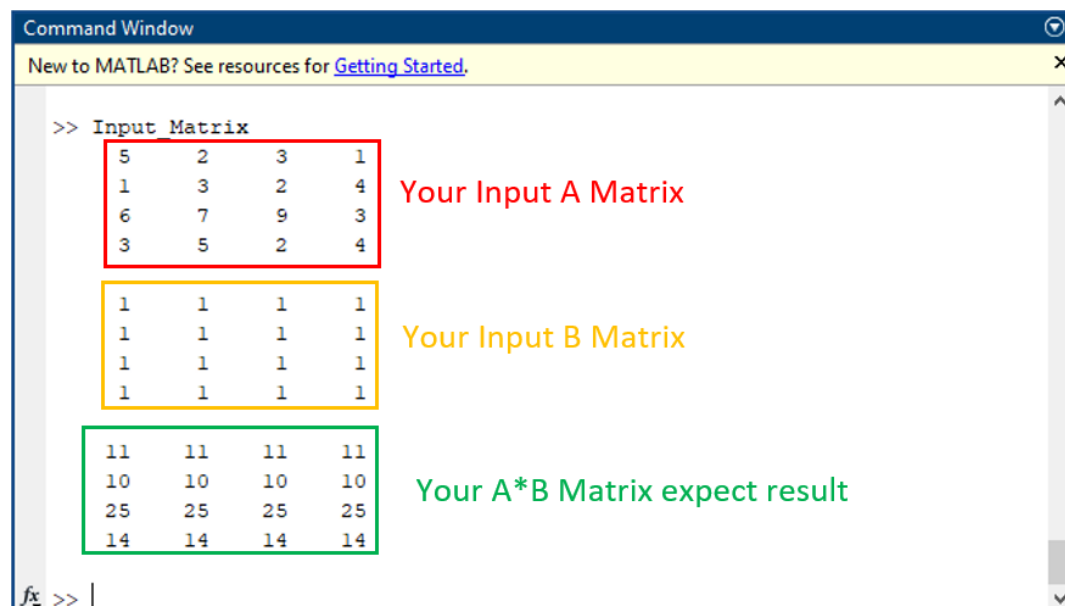 Command Window
New to MATLAB? See resources for Getting Started.
>> Input_Matrix
5 2 3 1
1 3 2 4
Your Input A Matrix
6 7 9 3
3 5 2 4
1 1 1 1
1 1 1 1
Your Input B Matrix
1 1 1 1
1 1 1 1
11 11 11 11
10 10 10 10
Your A*B Matrix expect result
25 25 25 25
14 14 14 14
fx >>